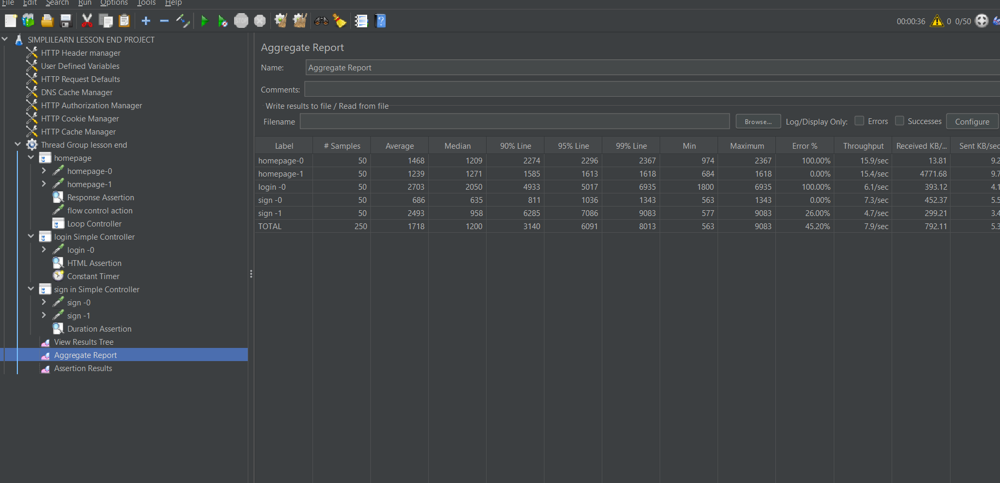 File Edit Search Run Options Tools Help
STOP
00:00:36 0 0/50
SIMPLILEARN LESSON END PROJECT
HTTP Header manager
User Defined Variables
HTTP Request Defaults
DNS Cache Manager
HTTP Authorization Manager
HTTP Cookie Manager
HTTP Cache Manager
Thread Group lesson end
homepage
homepage-0
homepage-1
Response Assertion
flow control action
Loop Controller
login Simple Controller
login -0
HTML Assertion
Constant Timer
sign in Simple Controller
sign -0
sign -1
Duration Assertion
View Results Tree
Aggregate Report
Assertion Results
Aggregate Report
Name: Aggregate Report
Comments:
Write results to file / Read from file
Filename Browse... Log/Display Only: Errors Successes Configure
Label # Samples Average Median 90% Line 95% Line 99% Line Min Maximum Error % Throughput Received KB/... Sent KB/sec
homepage-0 50 1468 1209 2274 2296 2367 974 2367 100.00% 15.9/sec 13.81 9.2
homepage-1 50 1239 1271 1585 1613 1618 684 1618 0.00% 15.4/sec 4771.68 9.7
login -0 50 2703 2050 4933 5017 6935 1800 6935 100.00% 6.1/sec 393.12 4.1
sign -0 50 686 635 811 1036 1343 563 1343 0.00% 7.3/sec 452.37 5.5
sign -1 50 2493 958 6285 7086 9083 577 9083 26.00% 4.7/sec 299.21 3.4
TOTAL 250 1718 1200 3140 6091 8013 563 9083 45.20% 7.9/sec 792.11 5.3